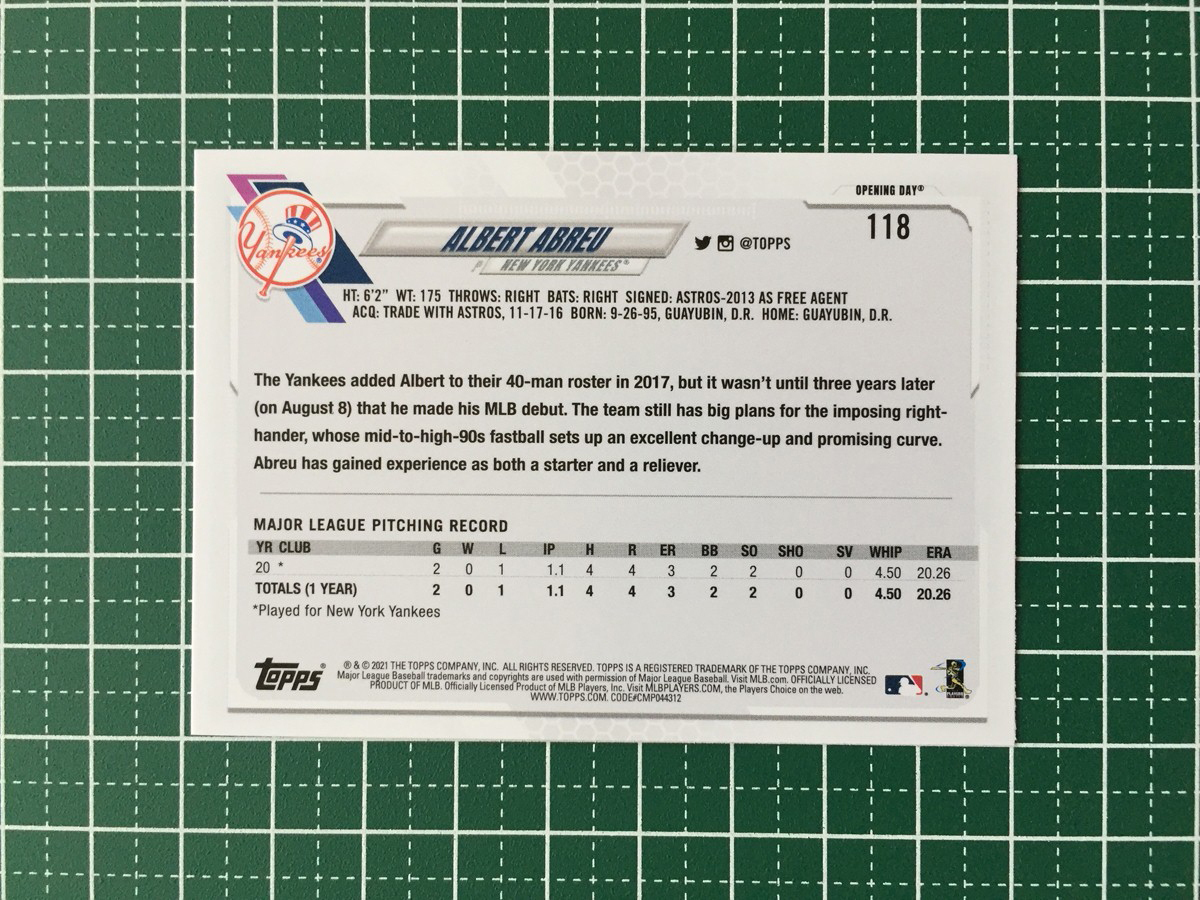 OPENING DAY®
118
Yankees
ALBERT ABREU
@TOPPS
NEW YORK YANKEES®
HT: 6'2" WT: 175 THROWS: RIGHT BATS: RIGHT SIGNED: ASTROS-2013 AS FREE AGENT
ACQ: TRADE WITH ASTROS, 11-17-16 BORN: 9-26-95, GUAYUBIN, D.R. HOME: GUAYUBIN, D.R.
The Yankees added Albert to their 40-man roster in 2017, but it wasn't until three years later
(on August 8) that he made his MLB debut. The team still has big plans for the imposing right-
hander, whose mid-to-high-90s fastball sets up an excellent change-up and promising curve.
Abreu has gained experience as both a starter and a reliever.
MAJOR LEAGUE PITCHING RECORD
YR CLUB G W L IP H R ER BB SO SHO SV WHIP ERA
20 * 2 0 1 1.1 4 4 3 2 2 0 0 4.50 20.26
TOTALS (1 YEAR) 2 0 1 1.1 4 4 3 2 2 0 0 4.50 20.26
*Played for New York Yankees
Topps®
® & © 2021 THE TOPPS COMPANY, INC. ALL RIGHTS RESERVED. TOPPS IS A REGISTERED TRADEMARK OF THE TOPPS COMPANY, INC.
Major League Baseball trademarks and copyrights are used with permission of Major League Baseball. Visit MLB.com. OFFICIALLY LICENSED
PRODUCT OF MLB. Officially Licensed Product of MLB Players, Inc. Visit MLBPLAYERS.COM, the Players Choice on the web.
WWW.TOPPS.COM. CODE#CMP044312